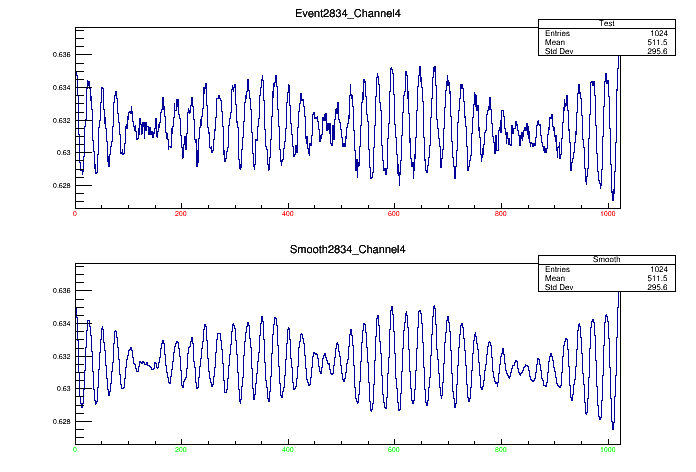 Event2834_Channel4
Test
Entries 1024
Mean 511.5
Std Dev 295.6
0.636
0.634
0.632
0.63
0.628
0 200 400 600 800 1000
Smooth2834_Channel4
Smooth
Entries 1024
Mean 511.5
Std Dev 295.6
0.636
0.634
0.632
0.63
0.628
0 200 400 600 800 1000